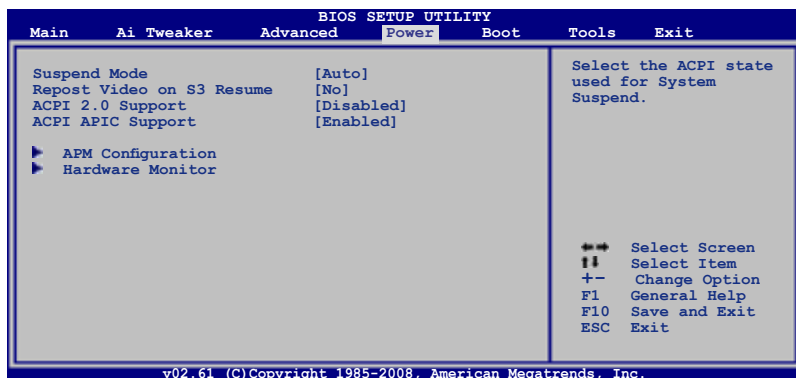 BIOS SETUP UTILITY
Main Ai Tweaker Advanced Power Boot Tools Exit
Suspend Mode [Auto]
Repost Video on S3 Resume [No]
ACPI 2.0 Support [Disabled]
ACPI APIC Support [Enabled]
APM Configuration
Hardware Monitor
Select the ACPI state
used for System
Suspend.
Select Screen
Select Item
+- Change Option
F1 General Help
F10 Save and Exit
ESC Exit
v02.61 (C)Copyright 1985-2008, American Megatrends, Inc.